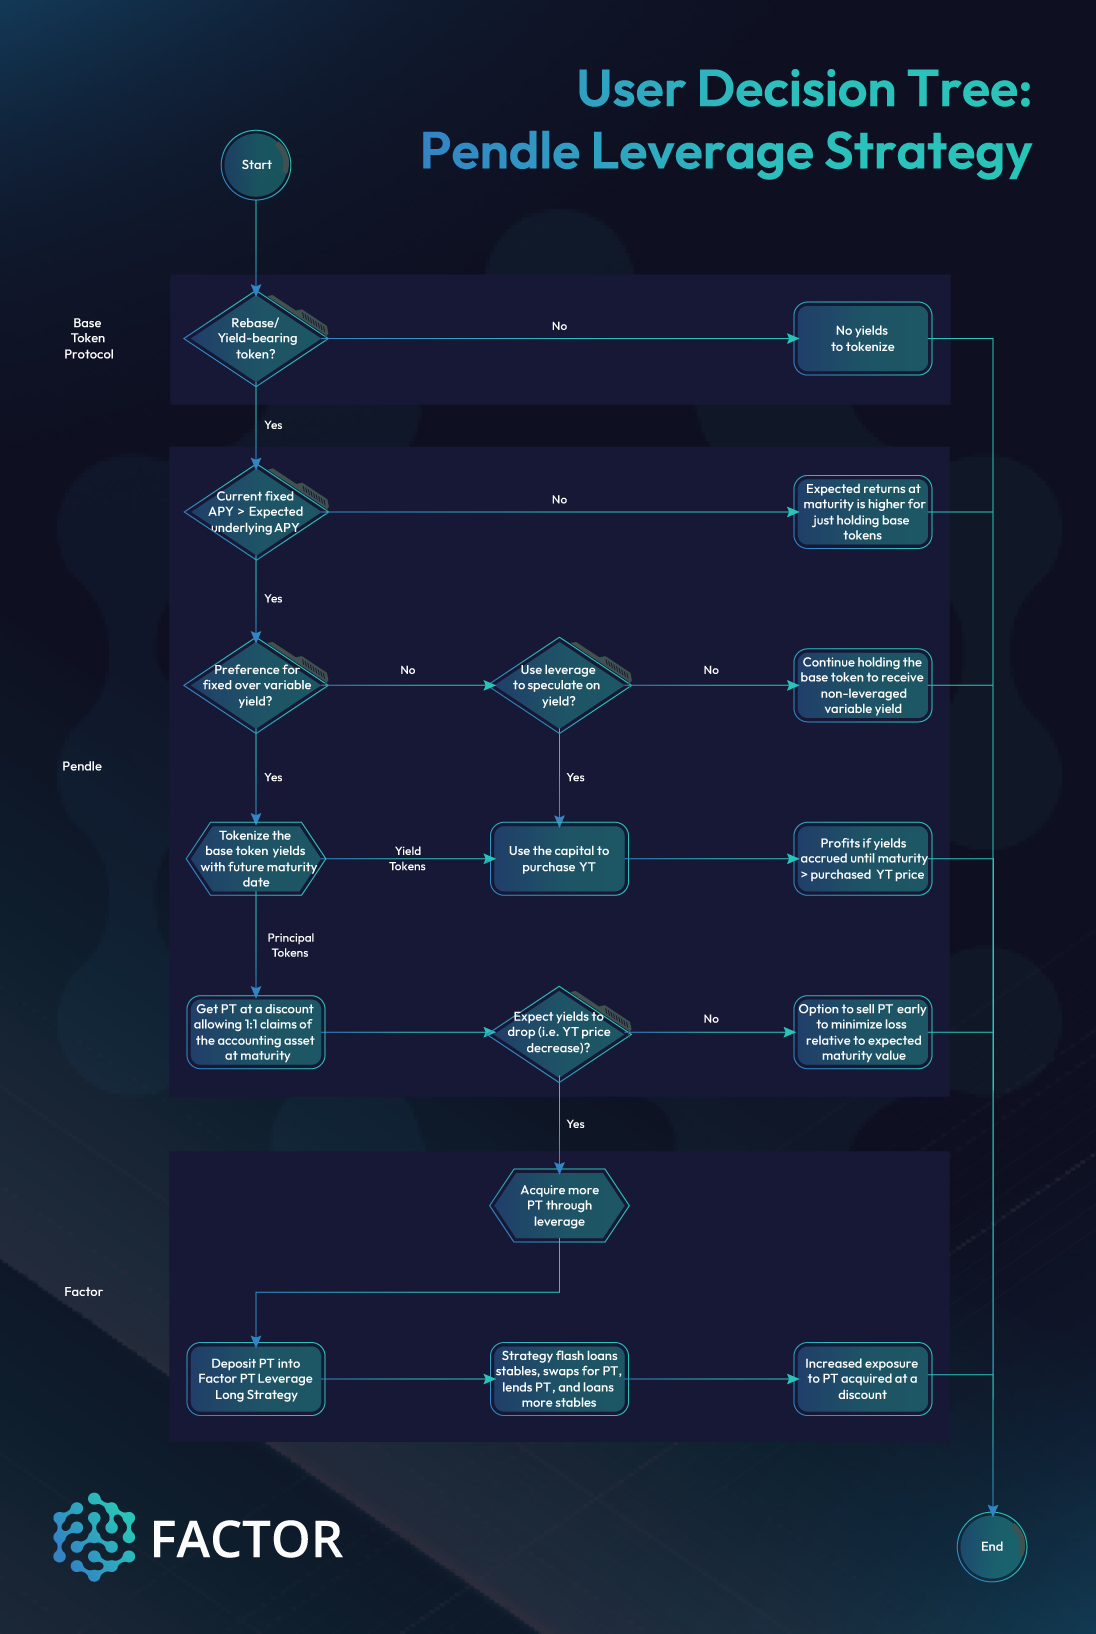 User Decision Tree:
Pendle Leverage Strategy
Start
Base
Token
Protocol
Rebase/
Yield-bearing
token?
No
No yields
to tokenize
Yes
Current fixed
APY > Expected
underlying APY
No
Expected returns at
maturity is higher for
just holding base
tokens
Yes
Preference for
fixed over variable
yield?
No
Use leverage
to speculate on
yield?
No
Continue holding the
base token to receive
non-leveraged
variable yield
Pendle
Yes
Yes
Tokenize the
base token yields
with future maturity
date
Yield
Tokens
Use the capital to
purchase YT
Profits if yields
accrued until maturity
> purchased YT price
Principal
Tokens
Get PT at a discount
allowing 1:1 claims of
the accounting asset
at maturity
Expect yields to
drop (i.e. YT price
decrease)?
No
Option to sell PT early
to minimize loss
relative to expected
maturity value
Yes
Acquire more
PT through
leverage
Factor
Deposit PT into
Factor PT Leverage
Long Strategy
Strategy flash loans
stables, swaps for PT,
lends PT, and loans
more stables
Increased exposure
to PT acquired at a
discount
FACTOR
End